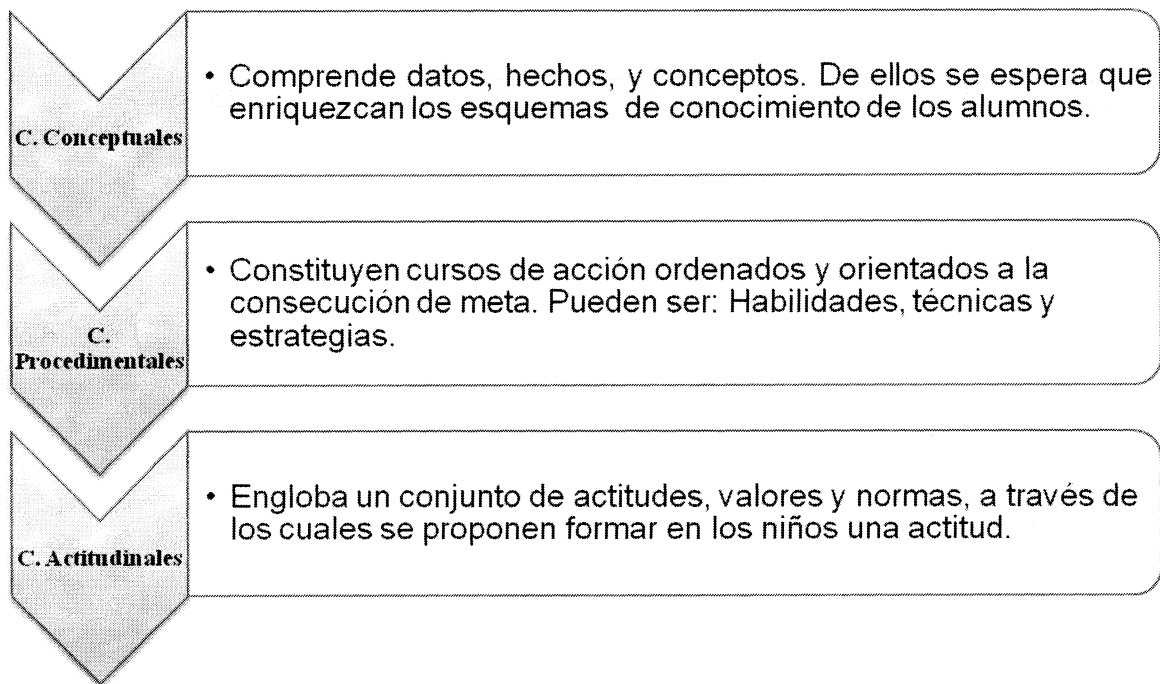 C. Conceptuales
• Comprende datos, hechos, y conceptos. De ellos se espera que
enriquezcan los esquemas de conocimiento de los alumnos.
C.
Procedimentales
• Constituyen cursos de acción ordenados y orientados a la
consecución de meta. Pueden ser: Habilidades, técnicas y
estrategias.
C. Actitudinales
• Engloba un conjunto de actitudes, valores y normas, a través de
los cuales se proponen formar en los niños una actitud.